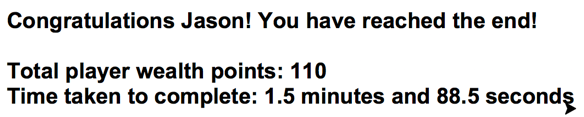 Congratulations Jason! You have reached the end!
Total player wealth points: 110
Time taken to complete: 1.5 minutes and 88.5 seconds